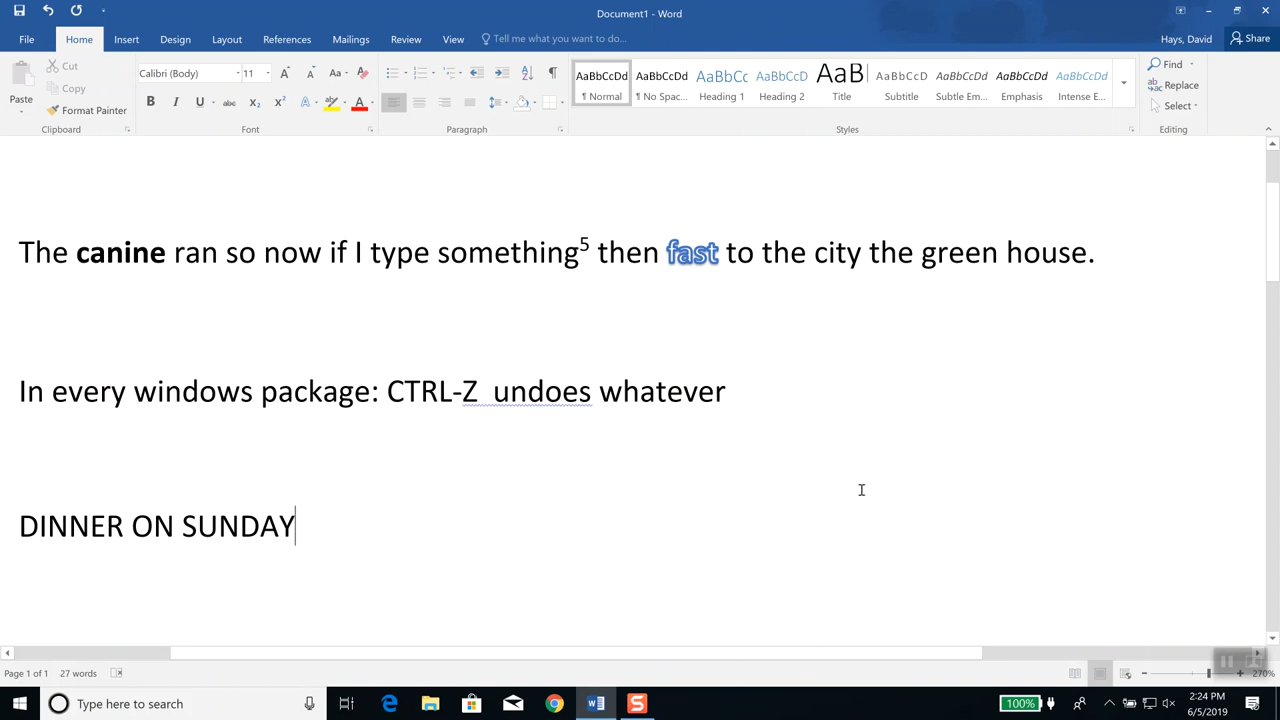 Document1 - Word
File Home Insert Design Layout References Mailings Review View Tell me what you want to do... Hays, David Share
Paste Cut Copy Format Painter
Calibri (Body) 11
AaBbCcDd AaBbCcDd AaBbCc AaBbCcD AaB AaBbCcD AaBbCcDd AaBbCcDd AaBbCcDd
¶ Normal ¶ No Spac... Heading 1 Heading 2 Title Subtitle Subtle Em... Emphasis Intense E...
Find
Replace
Select
Clipboard Font Paragraph Styles Editing
The canine ran so now if I type something5 then fast to the city the green house.
In every windows package: CTRL-Z  undoes whatever
DINNER ON SUNDAY
Page 1 of 1 27 words 270%
Type here to search 100% 2:24 PM
6/5/2019